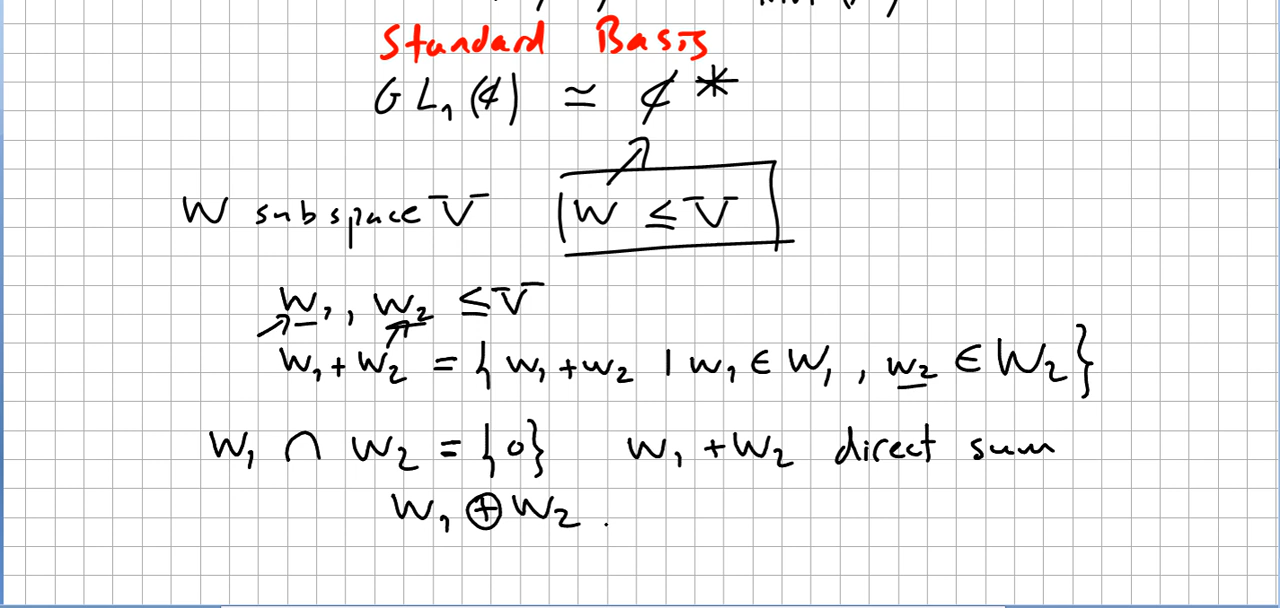 Standard Basis
GL₁(ℂ) ≃ ℂ*
W subspace V W ≤ V
W₁, W₂ ≤ V
W₁ + W₂ = { w₁ + w₂ | w₁ ∈ W₁, w₂ ∈ W₂ }
W₁ ∩ W₂ = {0} W₁ + W₂ direct sum
W₁ ⊕ W₂.